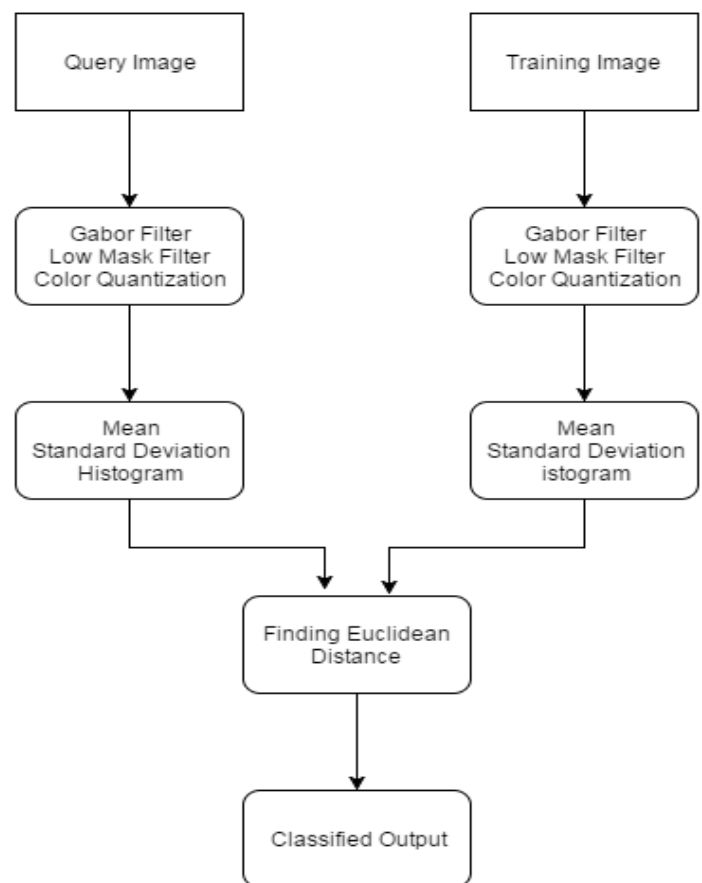 Query Image
Training Image
Gabor Filter
Low Mask Filter
Color Quantization
Gabor Filter
Low Mask Filter
Color Quantization
Mean
Standard Deviation
Histogram
Mean
Standard Deviation
istogram
Finding Euclidean
Distance
Classified Output